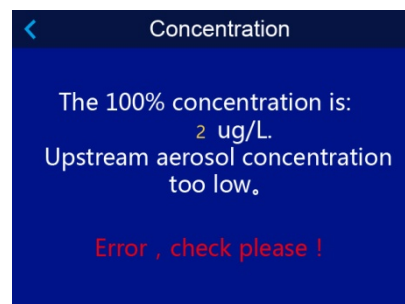 Concentration
The 100% concentration is:
2 ug/L.
Upstream aerosol concentration
too low。
Error , check please !